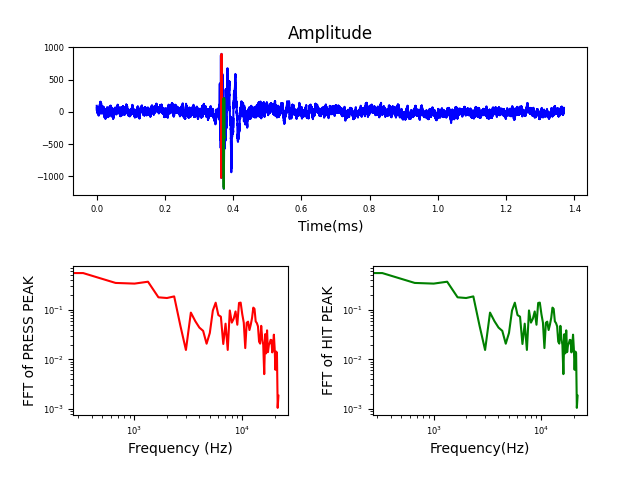 Amplitude
1000
500
0
−500
−1000
0.0 0.2 0.4 0.6 0.8 1.0 1.2 1.4
Time(ms)
FFT of PRESS PEAK
10⁻¹
10⁻²
10⁻³
10³ 10⁴
Frequency (Hz)
FFT of HIT PEAK
10⁻¹
10⁻²
10⁻³
10³ 10⁴
Frequency(Hz)